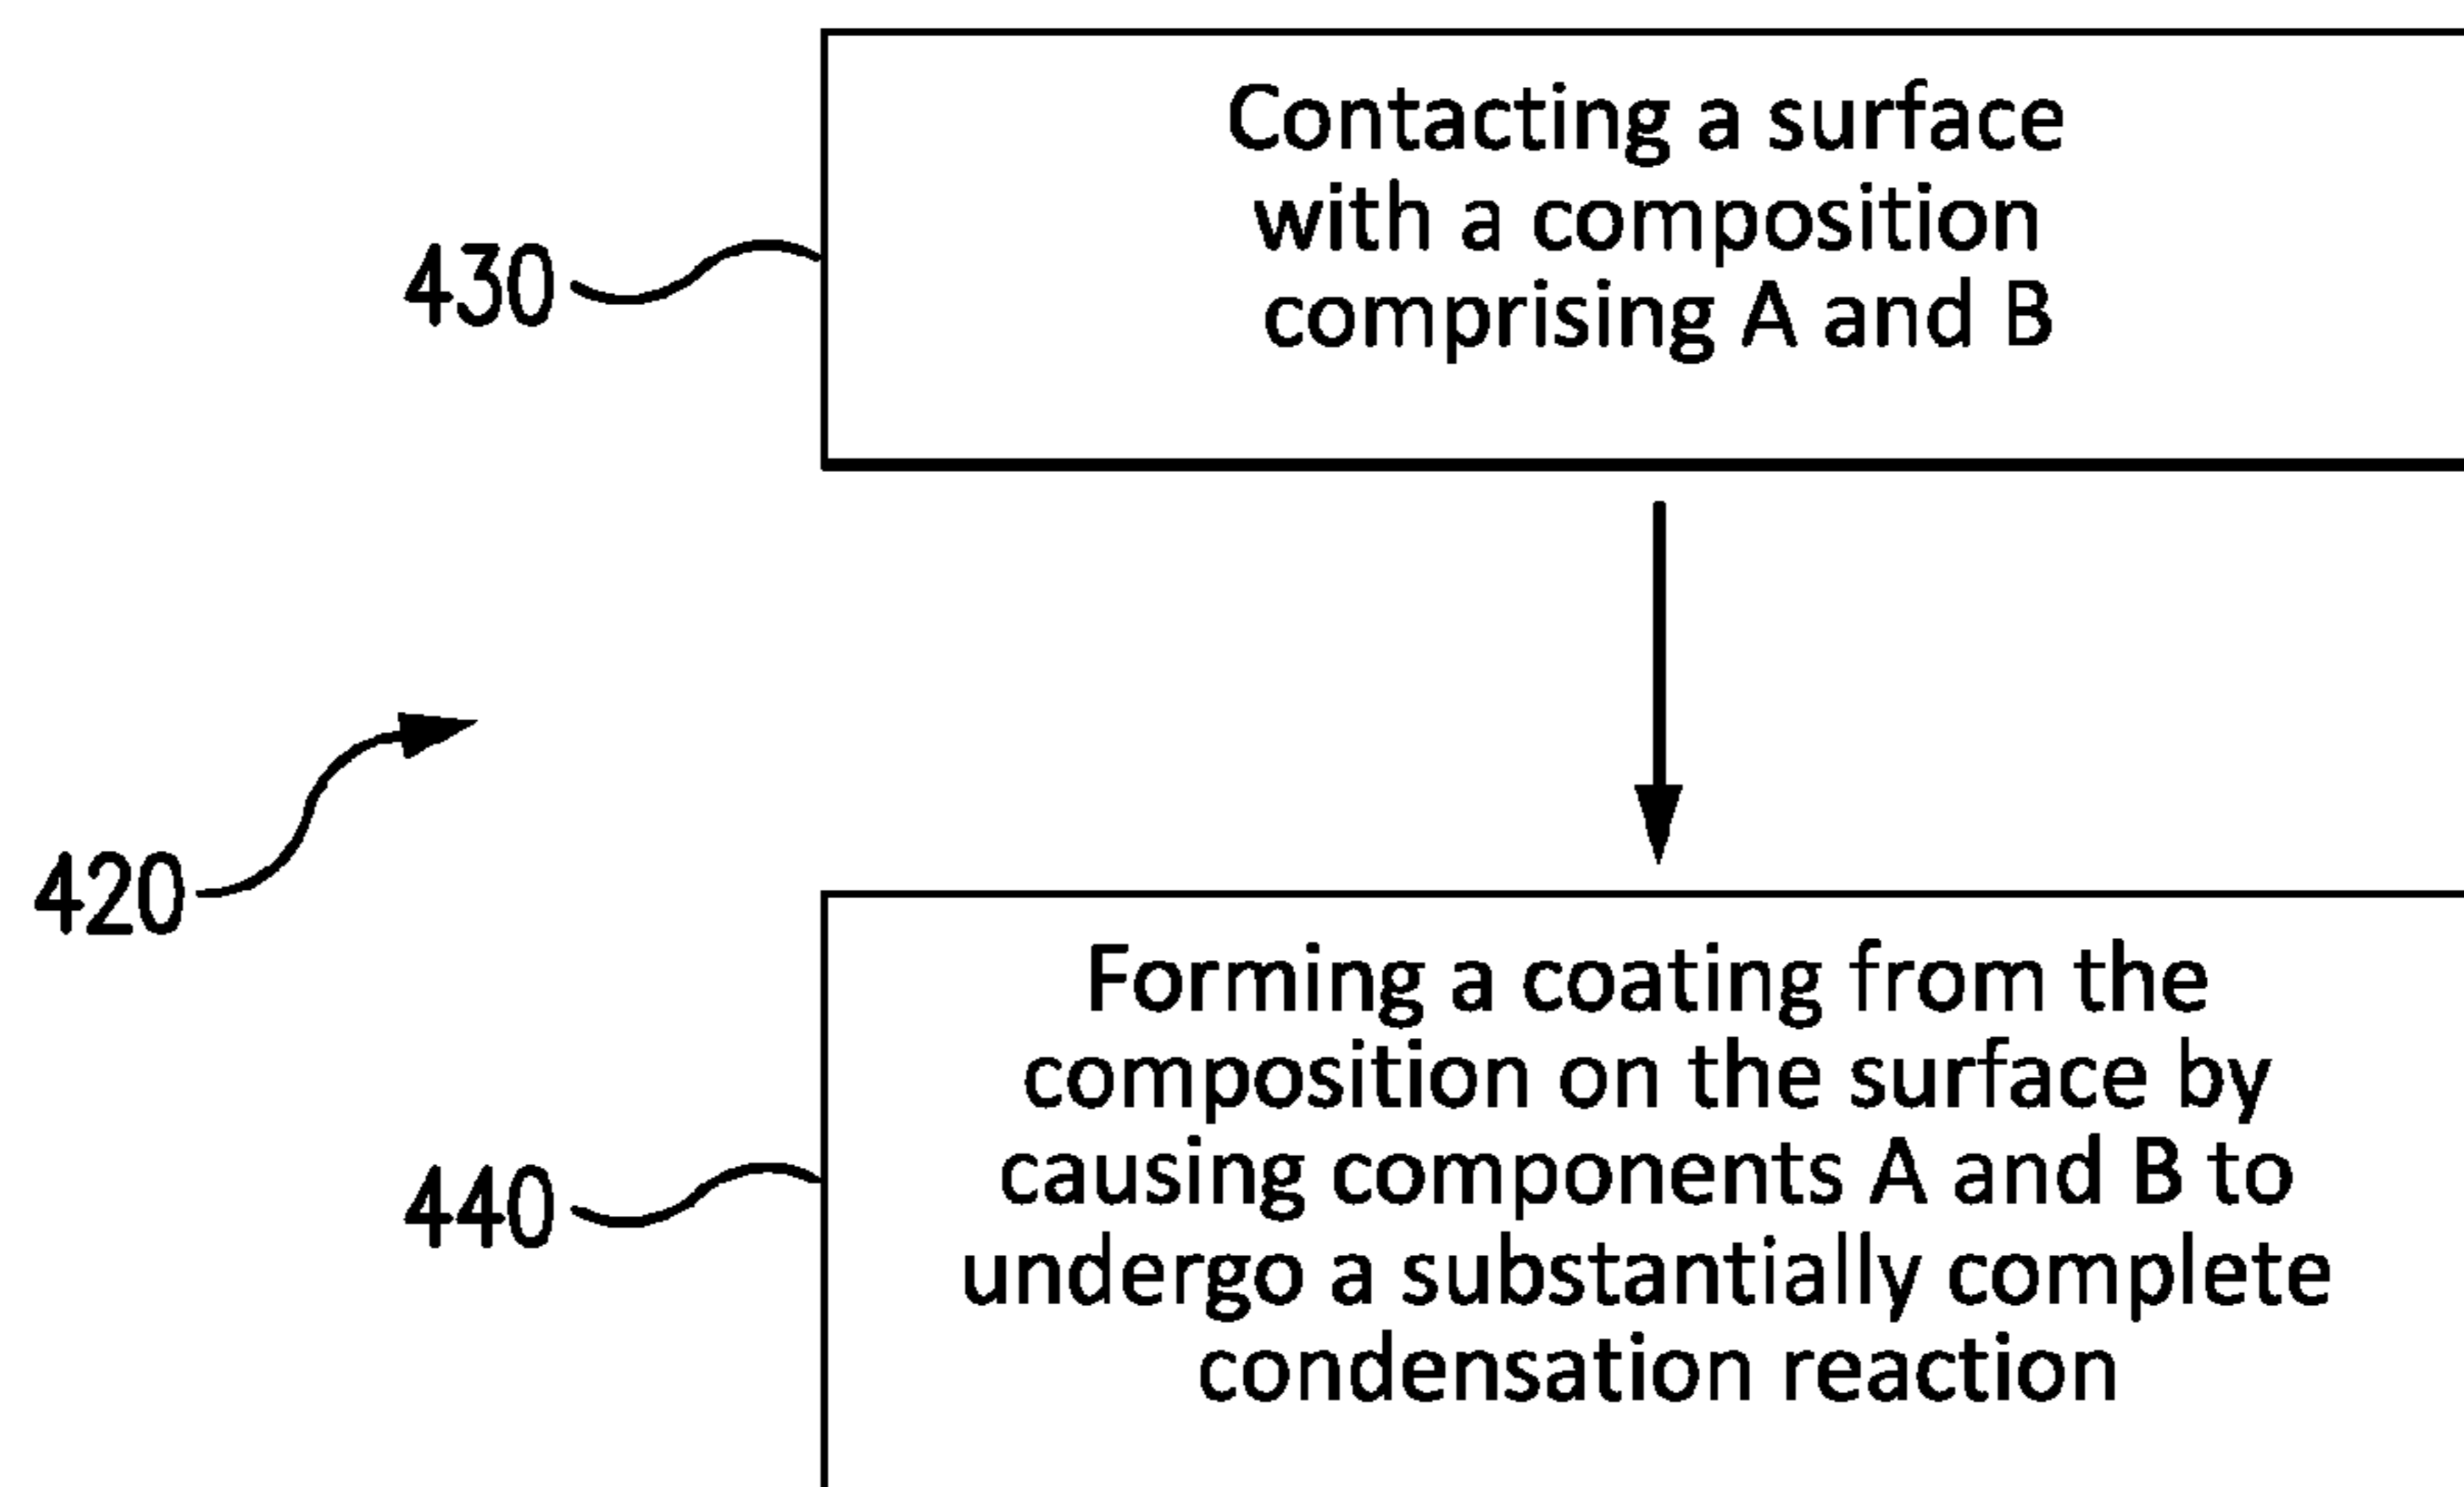 Contacting a surface
with a composition
comprising A and B
430
420
Forming a coating from the
composition on the surface by
causing components A and B to
undergo a substantially complete
condensation reaction
440